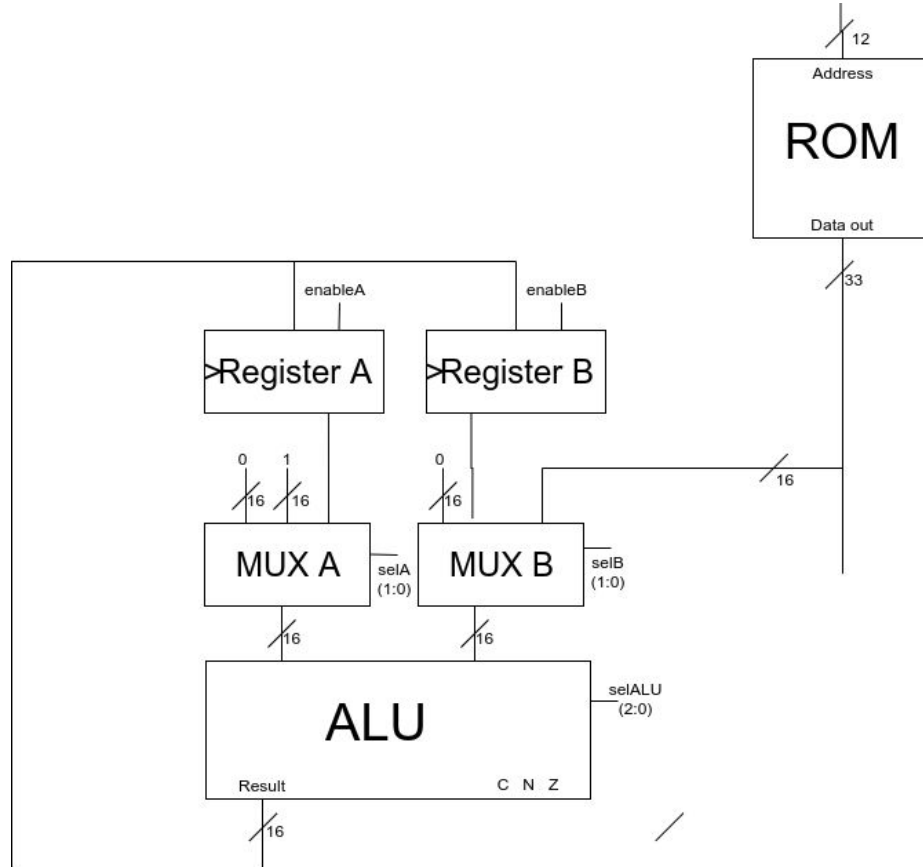 12
Address
ROM
Data out
33
enableA
enableB
>Register A
>Register B
0
1
0
16
16
16
16
MUX A
selA
(1:0)
MUX B
selB
(1:0)
16
16
ALU
selALU
(2:0)
Result
C N Z
16